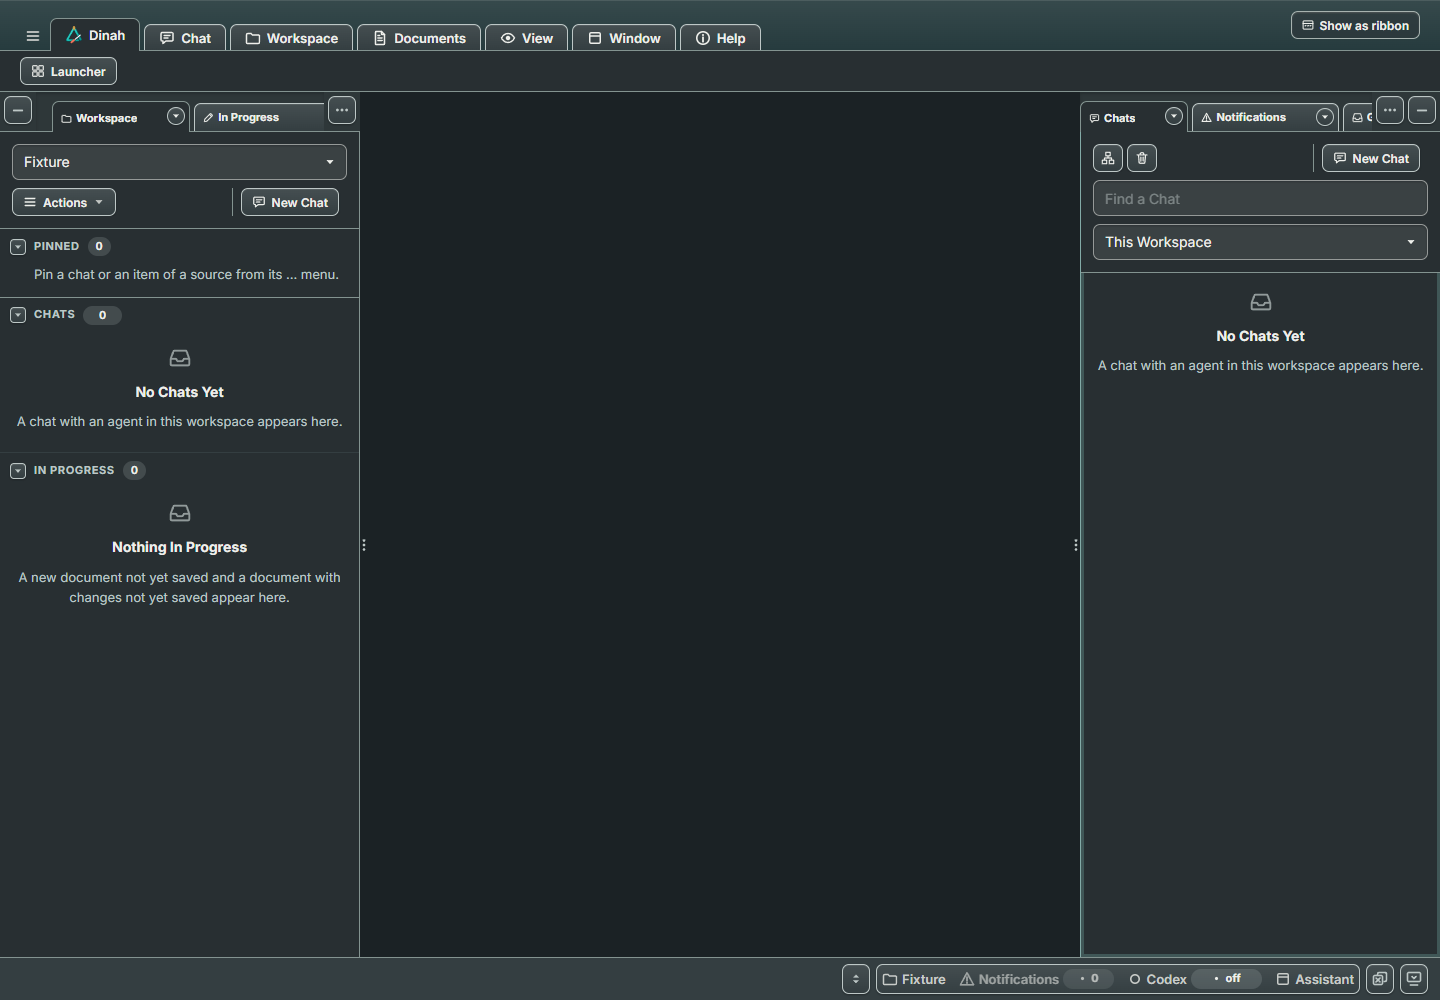 Dinah
Chat
Workspace
Documents
View
Window
Help
Show as ribbon
Launcher
Workspace
In Progress
Fixture
Actions
New Chat
PINNED 0
Pin a chat or an item of a source from its ... menu.
CHATS 0
No Chats Yet
A chat with an agent in this workspace appears here.
IN PROGRESS 0
Nothing In Progress
A new document not yet saved and a document with
changes not yet saved appear here.
Chats
Notifications
New Chat
Find a Chat
This Workspace
No Chats Yet
A chat with an agent in this workspace appears here.
Fixture
Notifications · 0
Codex · off
Assistant